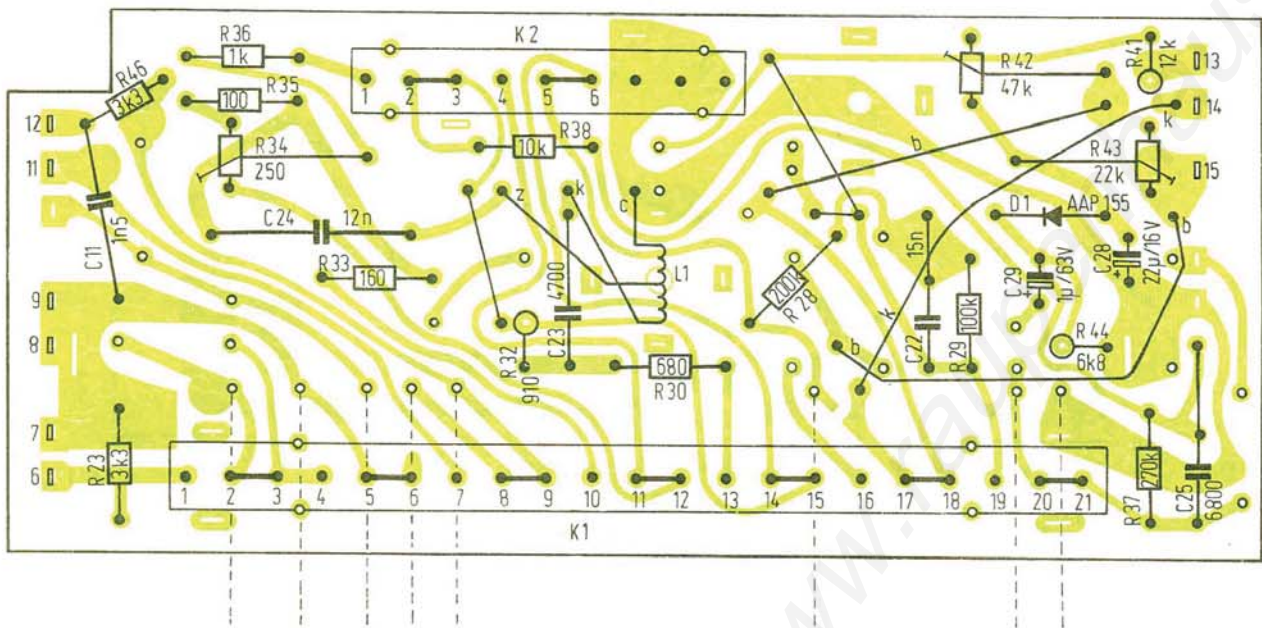 R46
3k3
R36
1k
R35
100
K2
1 2 3 4 5 6
R42
47k
R41
12k
13
14
k
12
11
R34
250
R38
10k
b
R43
22k
15
C11
1n5
C24 12n
z
k
c
D1 AAP 155
b
R33
160
4700
C23
L1
200k
R 28
15n
C22
100k
R29
k
C29
1µ/63V
C28
22µ/16V
9
8
R32
910
680
R30
b
R 44
6k8
7
6
R23
3k3
1 2 3 4 5 6 7 8 9 10 11 12 13 14 15 16 17 18 19 20 21
K1
R37
270k
C25
6800